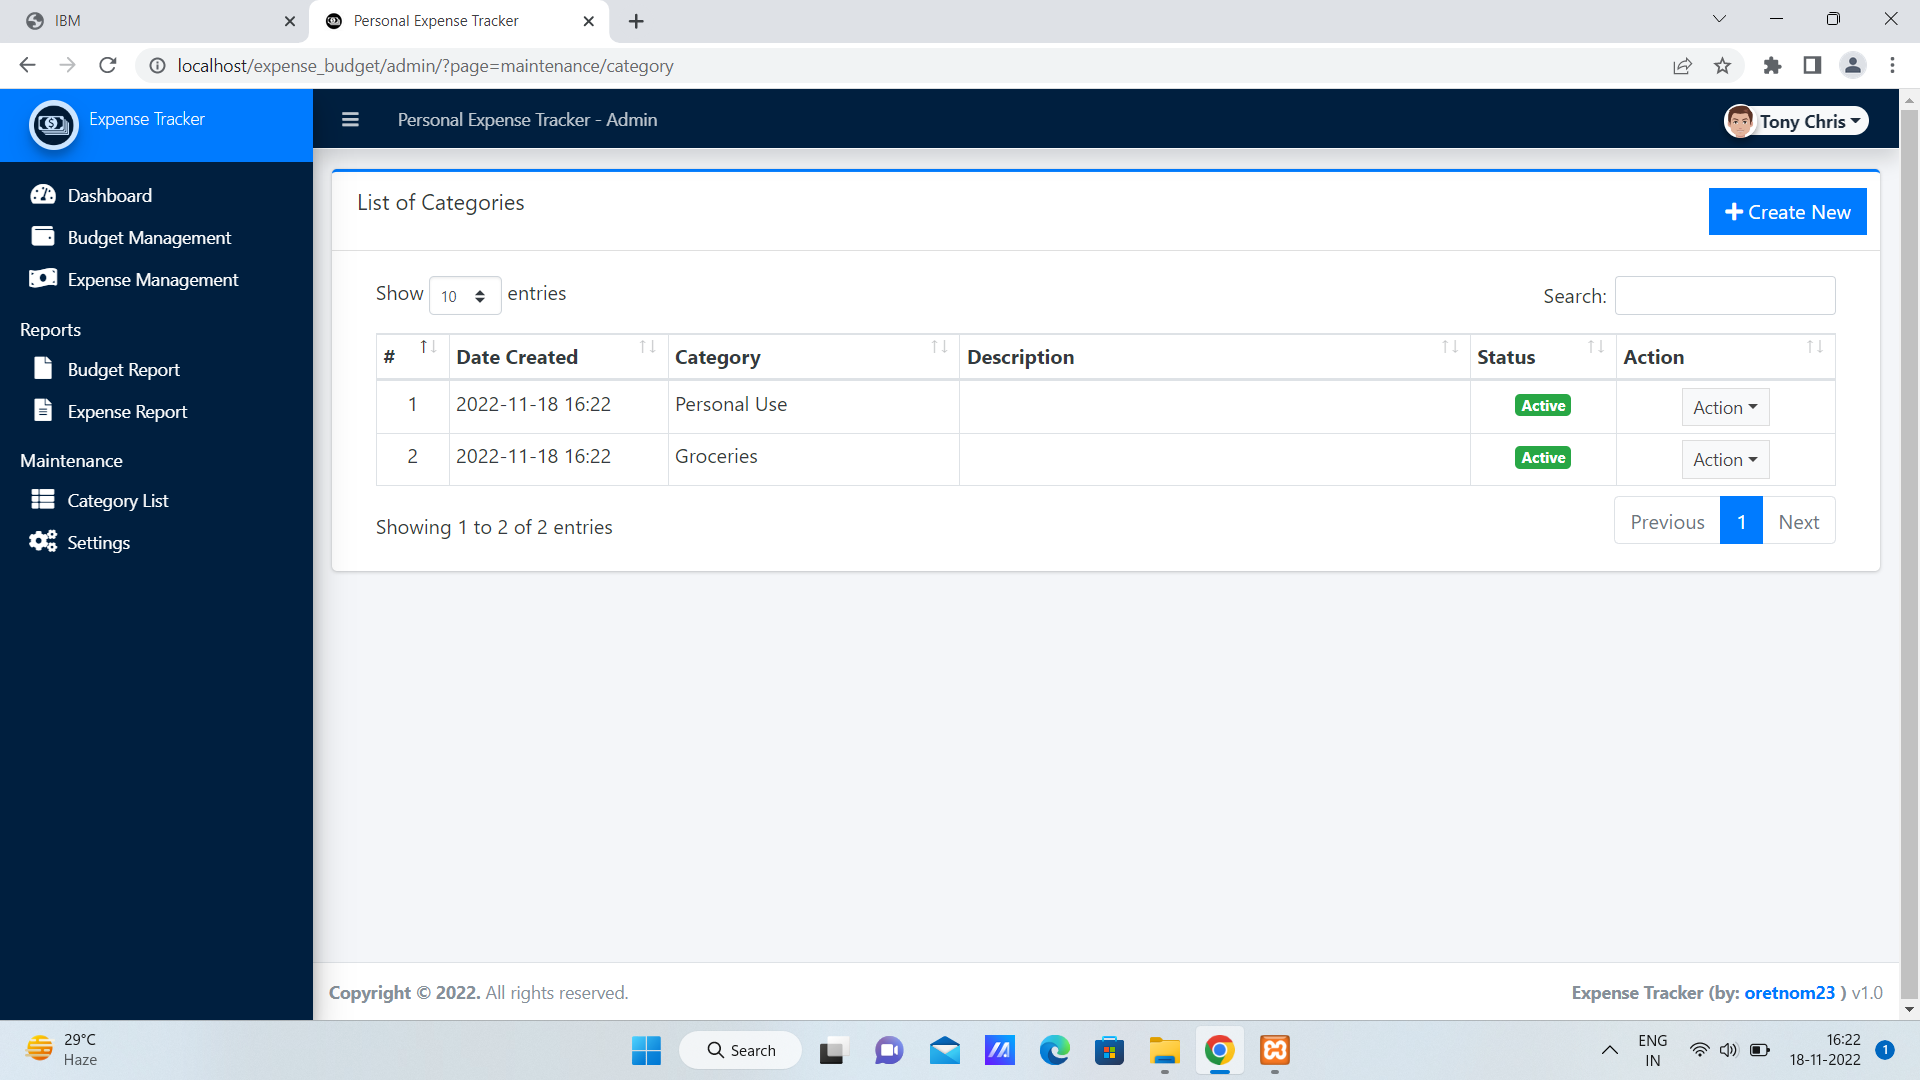 IBM
Personal Expense Tracker
localhost/expense_budget/admin/?page=maintenance/category
Expense Tracker
Personal Expense Tracker - Admin
Tony Chris
Dashboard
Budget Management
Expense Management
Reports
Budget Report
Expense Report
Maintenance
Category List
Settings
List of Categories
Create New
Show 10 entries
Search:
# Date Created Category Description Status Action
1 2022-11-18 16:22 Personal Use Active Action
2 2022-11-18 16:22 Groceries Active Action
Showing 1 to 2 of 2 entries
Previous 1 Next
Copyright © 2022. All rights reserved.
Expense Tracker (by: oretnom23 ) v1.0
29°C
Haze
Search
ENG
IN
16:22
18-11-2022
1